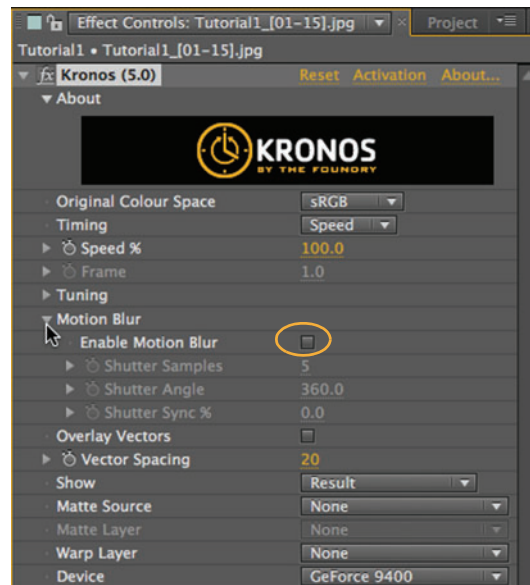 Effect Controls: Tutorial1_[01-15].jpg Project
Tutorial1 • Tutorial1_[01-15].jpg
fx Kronos (5.0) Reset Activation About...
About
KRONOS
BY THE FOUNDRY
Original Colour Space sRGB
Timing Speed
Speed % 100.0
Frame 1.0
Tuning
Motion Blur
Enable Motion Blur
Shutter Samples 5
Shutter Angle 360.0
Shutter Sync % 0.0
Overlay Vectors
Vector Spacing 20
Show Result
Matte Source None
Matte Layer None
Warp Layer None
Device GeForce 9400